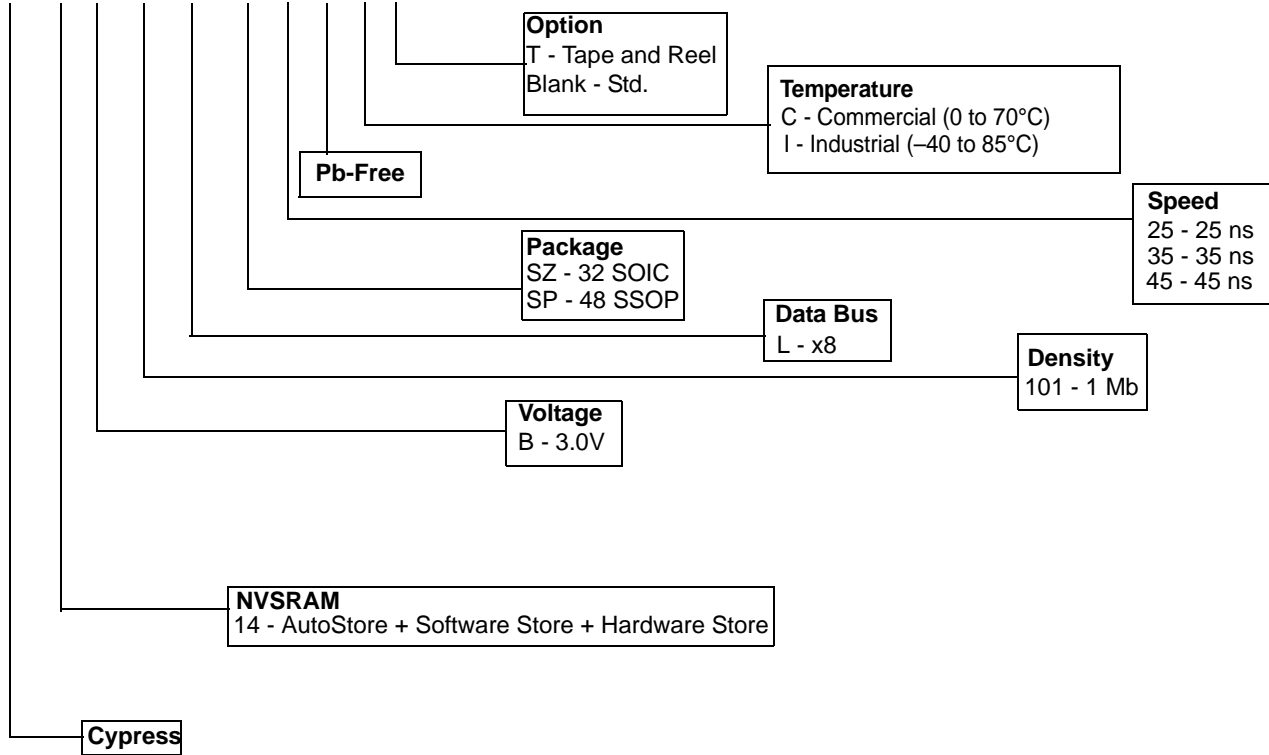 Option
T - Tape and Reel
Blank - Std.
Temperature
C - Commercial (0 to 70°C)
I - Industrial (–40 to 85°C)
Pb-Free
Speed
25 - 25 ns
35 - 35 ns
45 - 45 ns
Package
SZ - 32 SOIC
SP - 48 SSOP
Data Bus
L - x8
Density
101 - 1 Mb
Voltage
B - 3.0V
NVSRAM
14 - AutoStore + Software Store + Hardware Store
Cypress